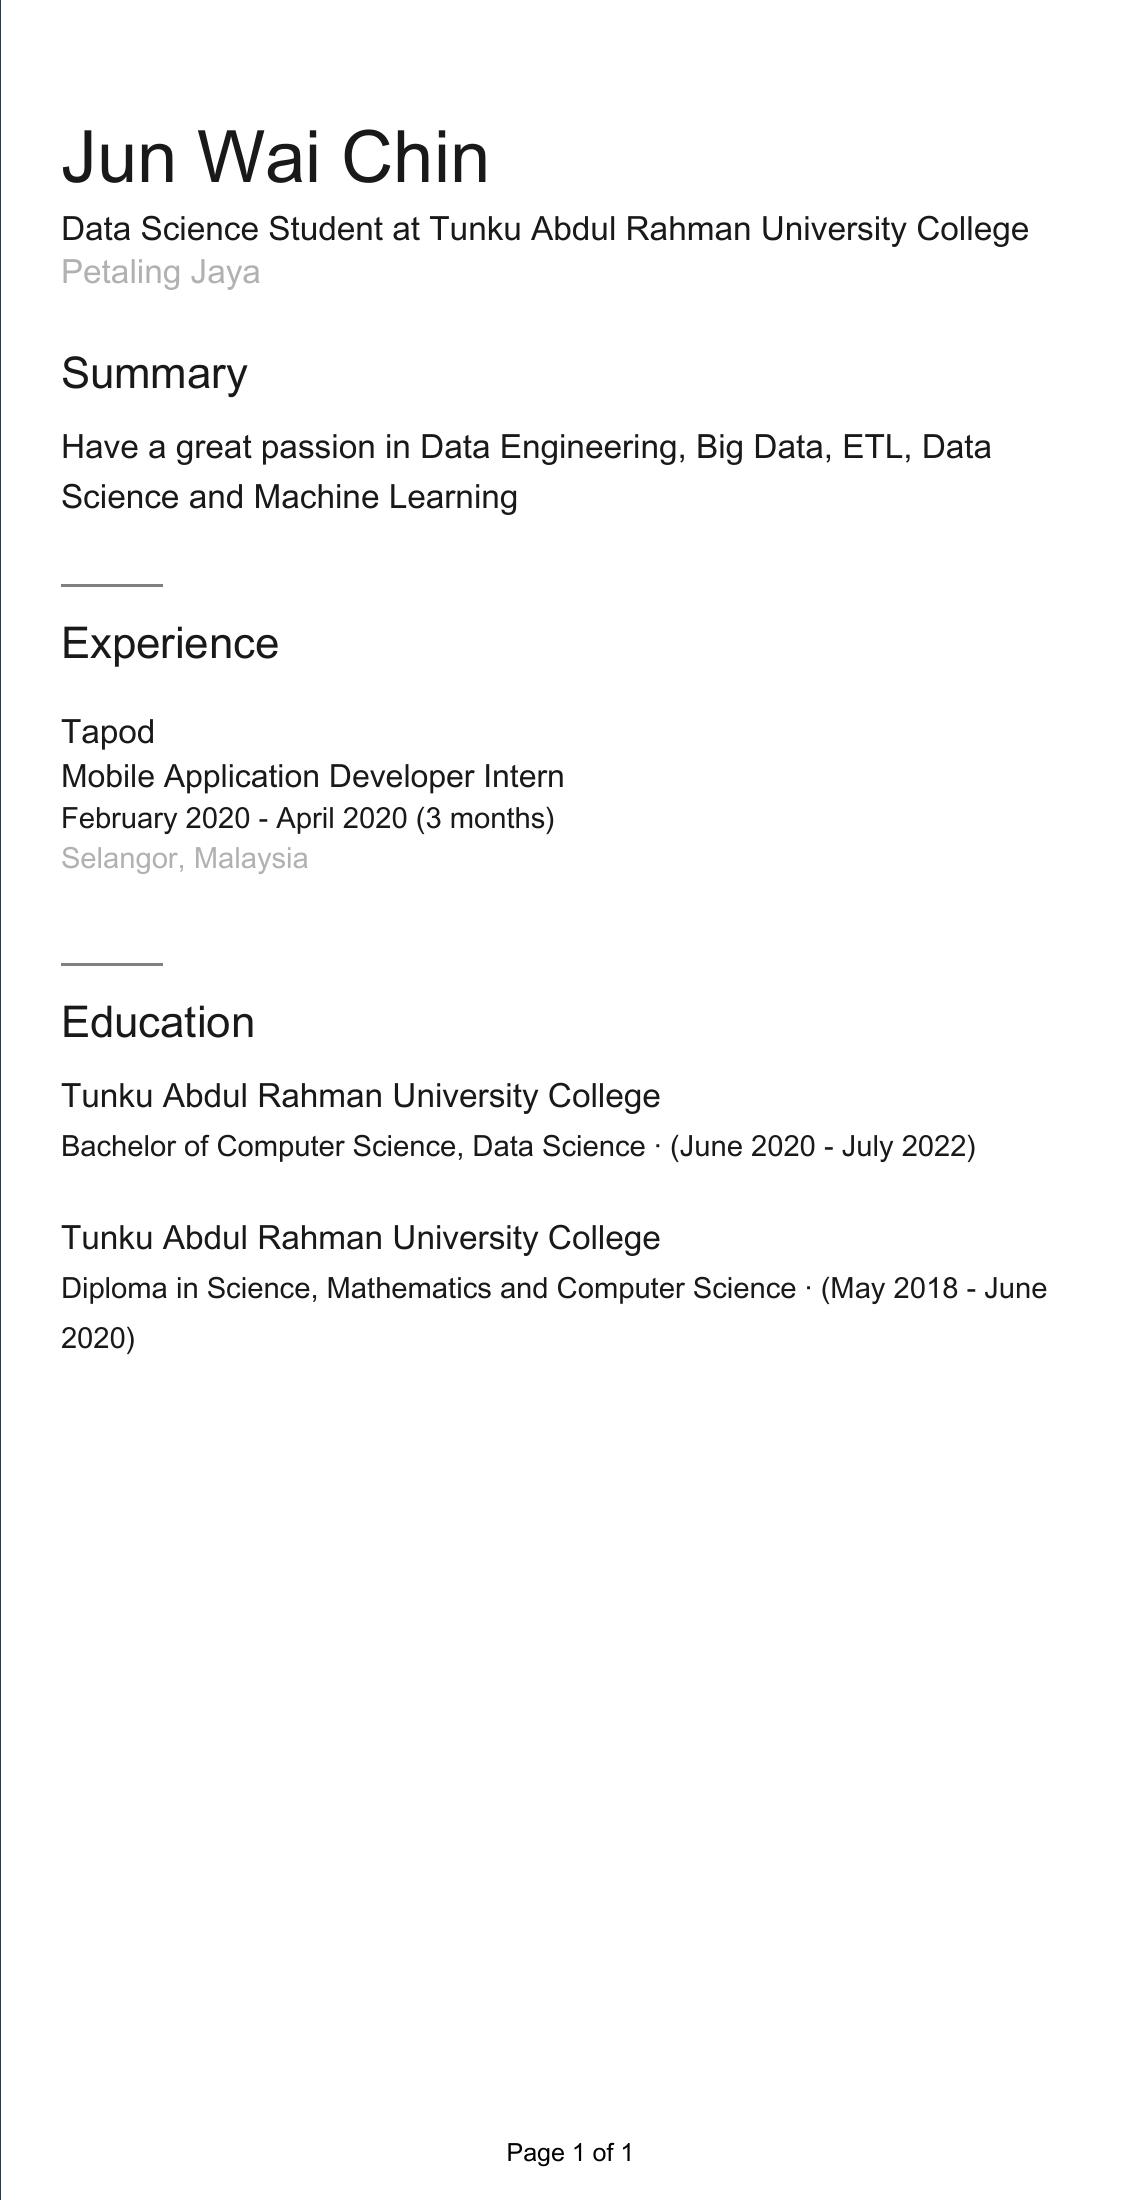 Jun Wai Chin
Data Science Student at Tunku Abdul Rahman University College
Petaling Jaya
Summary
Have a great passion in Data Engineering, Big Data, ETL, Data
Science and Machine Learning
Experience
Tapod
Mobile Application Developer Intern
February 2020 - April 2020 (3 months)
Selangor, Malaysia
Education
Tunku Abdul Rahman University College
Bachelor of Computer Science, Data Science · (June 2020 - July 2022)
Tunku Abdul Rahman University College
Diploma in Science, Mathematics and Computer Science · (May 2018 - June
2020)
Page 1 of 1